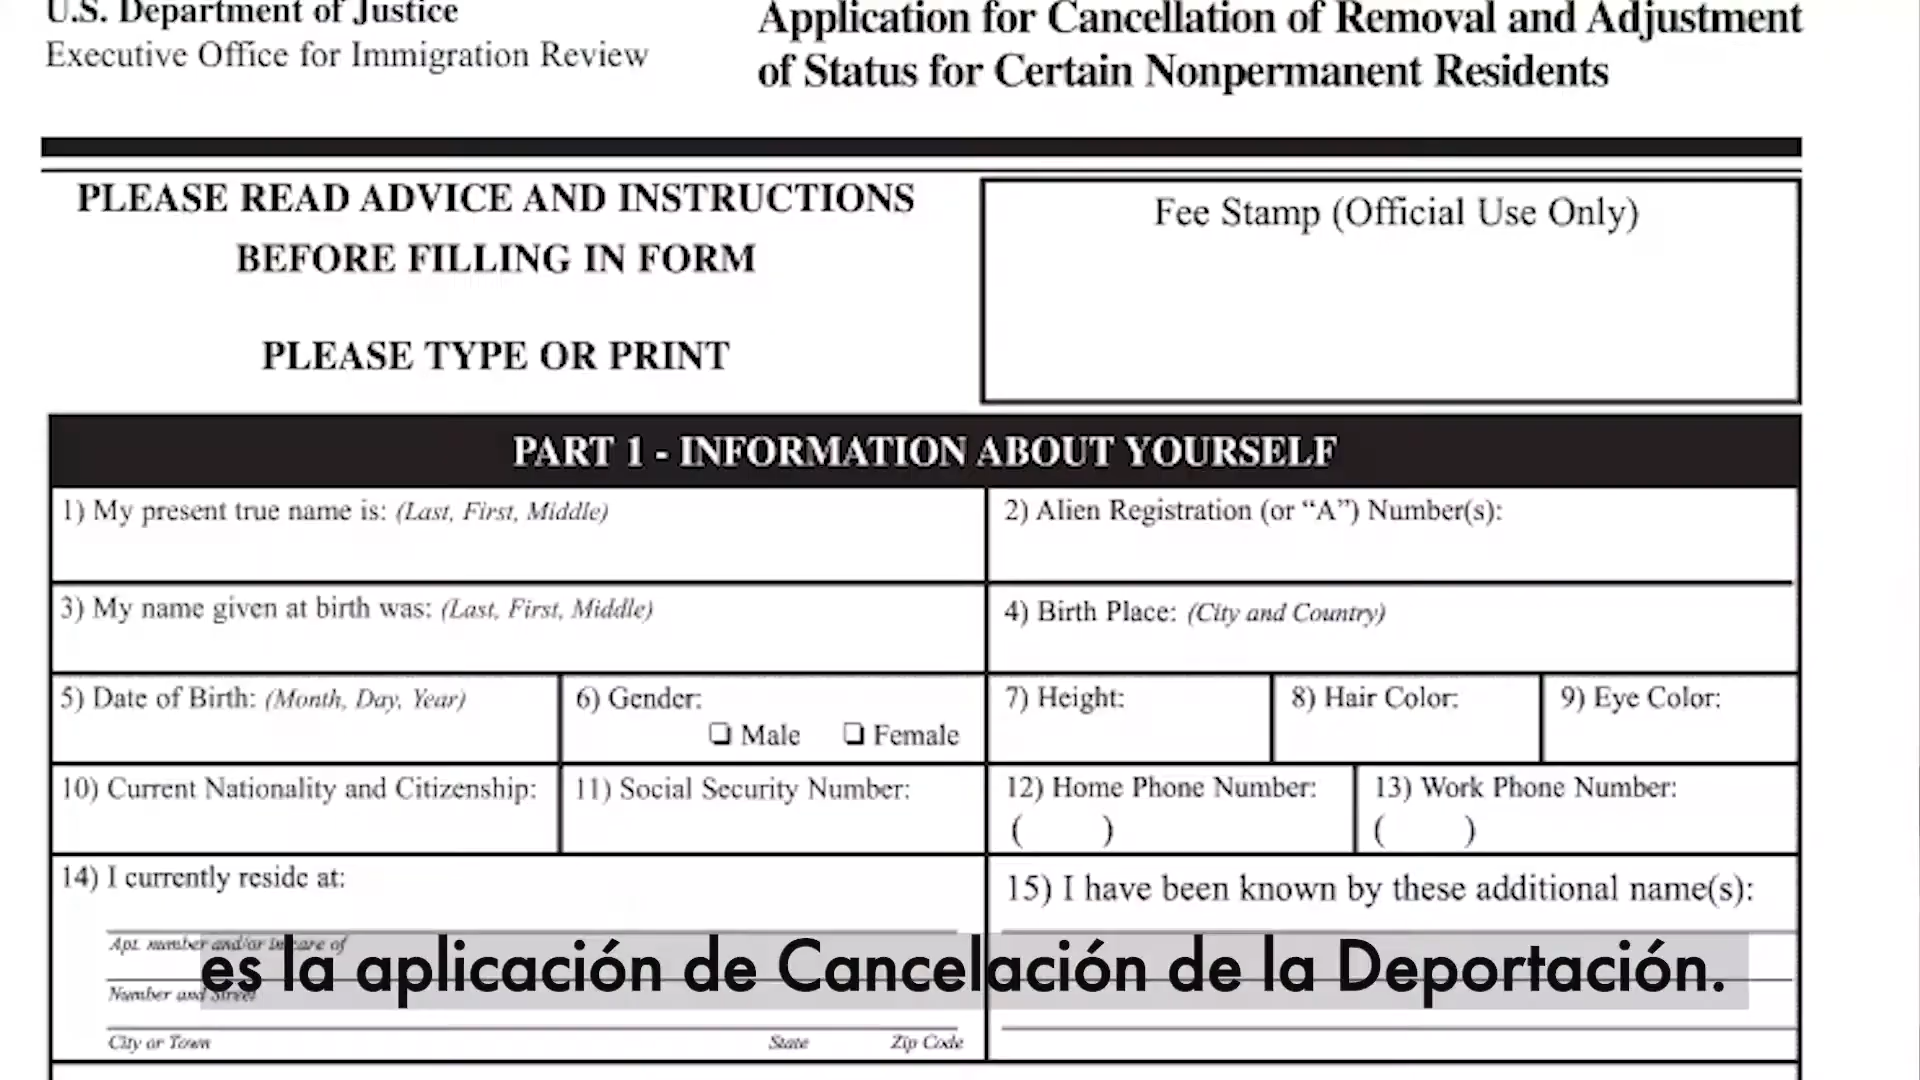 U.S. Department of Justice
Executive Office for Immigration Review
Application for Cancellation of Removal and Adjustment
of Status for Certain Nonpermanent Residents
PLEASE READ ADVICE AND INSTRUCTIONS
BEFORE FILLING IN FORM
PLEASE TYPE OR PRINT
Fee Stamp (Official Use Only)
PART 1 - INFORMATION ABOUT YOURSELF
1) My present true name is: (Last, First, Middle)
2) Alien Registration (or “A”) Number(s):
3) My name given at birth was: (Last, First, Middle)
4) Birth Place: (City and Country)
5) Date of Birth: (Month, Day, Year)
6) Gender:
❏ Male ❏ Female
7) Height:
8) Hair Color:
9) Eye Color:
10) Current Nationality and Citizenship:
11) Social Security Number:
12) Home Phone Number:
( )
13) Work Phone Number:
( )
14) I currently reside at:
Apt. number and/or in care of
Number and Street
City or Town State Zip Code
15) I have been known by these additional name(s):
es la aplicación de Cancelación de la Deportación.